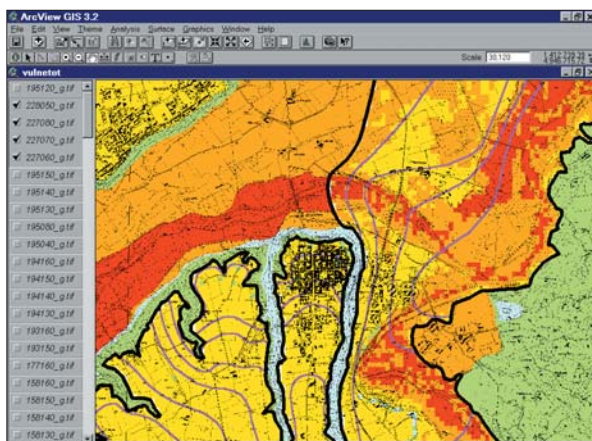 ArcView GIS 3.2
File Edit View Theme Analysis Surface Graphics Window Help
Scale
vulnetot
195120_g.tif
228050_g.tif
227080_g.tif
227070_g.tif
227060_g.tif
195150_g.tif
195140_g.tif
195130_g.tif
195080_g.tif
195040_g.tif
194160_g.tif
194150_g.tif
194140_g.tif
194130_g.tif
193160_g.tif
193150_g.tif
177160_g.tif
158160_g.tif
158150_g.tif
158140_g.tif
158130_g.tif